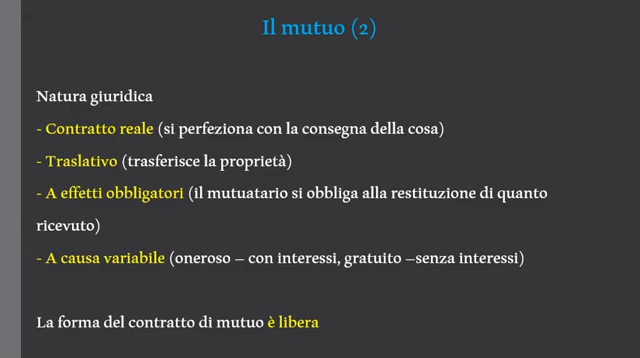 Il mutuo (2)
Natura giuridica
- Contratto reale (si perfeziona con la consegna della cosa)
- Traslativo (trasferisce la proprietà)
- A effetti obbligatori (il mutuatario si obbliga alla restituzione di quanto
ricevuto)
- A causa variabile (oneroso – con interessi, gratuito –senza interessi)
La forma del contratto di mutuo è libera